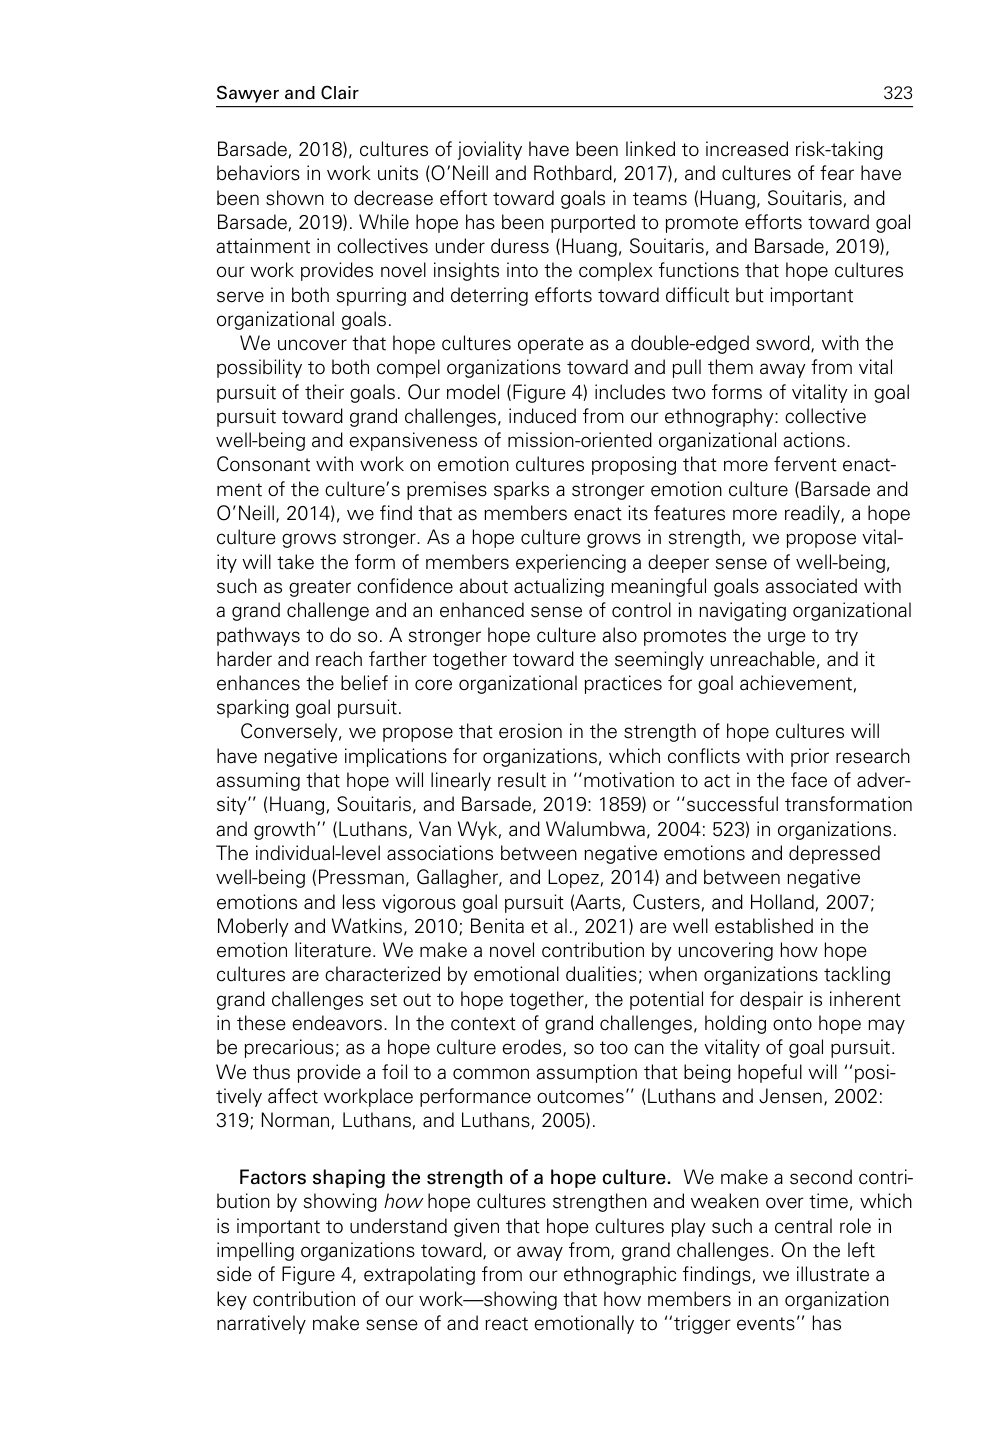 Sawyer and Clair 323
Barsade, 2018), cultures of joviality have been linked to increased risk-taking
behaviors in work units (O’Neill and Rothbard, 2017), and cultures of fear have
been shown to decrease effort toward goals in teams (Huang, Souitaris, and
Barsade, 2019). While hope has been purported to promote efforts toward goal
attainment in collectives under duress (Huang, Souitaris, and Barsade, 2019),
our work provides novel insights into the complex functions that hope cultures
serve in both spurring and deterring efforts toward difficult but important
organizational goals.
We uncover that hope cultures operate as a double-edged sword, with the
possibility to both compel organizations toward and pull them away from vital
pursuit of their goals. Our model (Figure 4) includes two forms of vitality in goal
pursuit toward grand challenges, induced from our ethnography: collective
well-being and expansiveness of mission-oriented organizational actions.
Consonant with work on emotion cultures proposing that more fervent enact-
ment of the culture’s premises sparks a stronger emotion culture (Barsade and
O’Neill, 2014), we find that as members enact its features more readily, a hope
culture grows stronger. As a hope culture grows in strength, we propose vital-
ity will take the form of members experiencing a deeper sense of well-being,
such as greater confidence about actualizing meaningful goals associated with
a grand challenge and an enhanced sense of control in navigating organizational
pathways to do so. A stronger hope culture also promotes the urge to try
harder and reach farther together toward the seemingly unreachable, and it
enhances the belief in core organizational practices for goal achievement,
sparking goal pursuit.
Conversely, we propose that erosion in the strength of hope cultures will
have negative implications for organizations, which conflicts with prior research
assuming that hope will linearly result in ‘‘motivation to act in the face of adver-
sity’’ (Huang, Souitaris, and Barsade, 2019: 1859) or ‘‘successful transformation
and growth’’ (Luthans, Van Wyk, and Walumbwa, 2004: 523) in organizations.
The individual-level associations between negative emotions and depressed
well-being (Pressman, Gallagher, and Lopez, 2014) and between negative
emotions and less vigorous goal pursuit (Aarts, Custers, and Holland, 2007;
Moberly and Watkins, 2010; Benita et al., 2021) are well established in the
emotion literature. We make a novel contribution by uncovering how hope
cultures are characterized by emotional dualities; when organizations tackling
grand challenges set out to hope together, the potential for despair is inherent
in these endeavors. In the context of grand challenges, holding onto hope may
be precarious; as a hope culture erodes, so too can the vitality of goal pursuit.
We thus provide a foil to a common assumption that being hopeful will ‘‘posi-
tively affect workplace performance outcomes’’ (Luthans and Jensen, 2002:
319; Norman, Luthans, and Luthans, 2005).
Factors shaping the strength of a hope culture. We make a second contri-
bution by showing how hope cultures strengthen and weaken over time, which
is important to understand given that hope cultures play such a central role in
impelling organizations toward, or away from, grand challenges. On the left
side of Figure 4, extrapolating from our ethnographic findings, we illustrate a
key contribution of our work—showing that how members in an organization
narratively make sense of and react emotionally to ‘‘trigger events’’ has